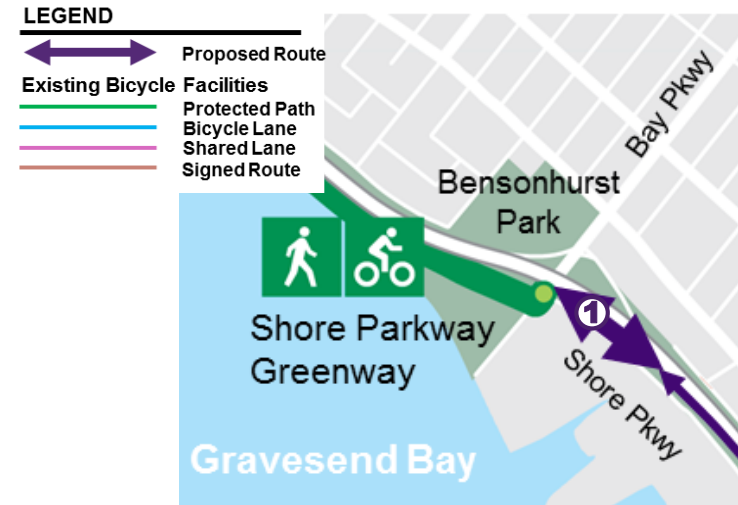 LEGEND
Proposed Route
Existing Bicycle Facilities
Protected Path
Bicycle Lane
Shared Lane
Signed Route
Bay Pkwy
Bensonhurst
Park
1
Shore Parkway
Greenway
Shore Pkwy
Gravesend Bay